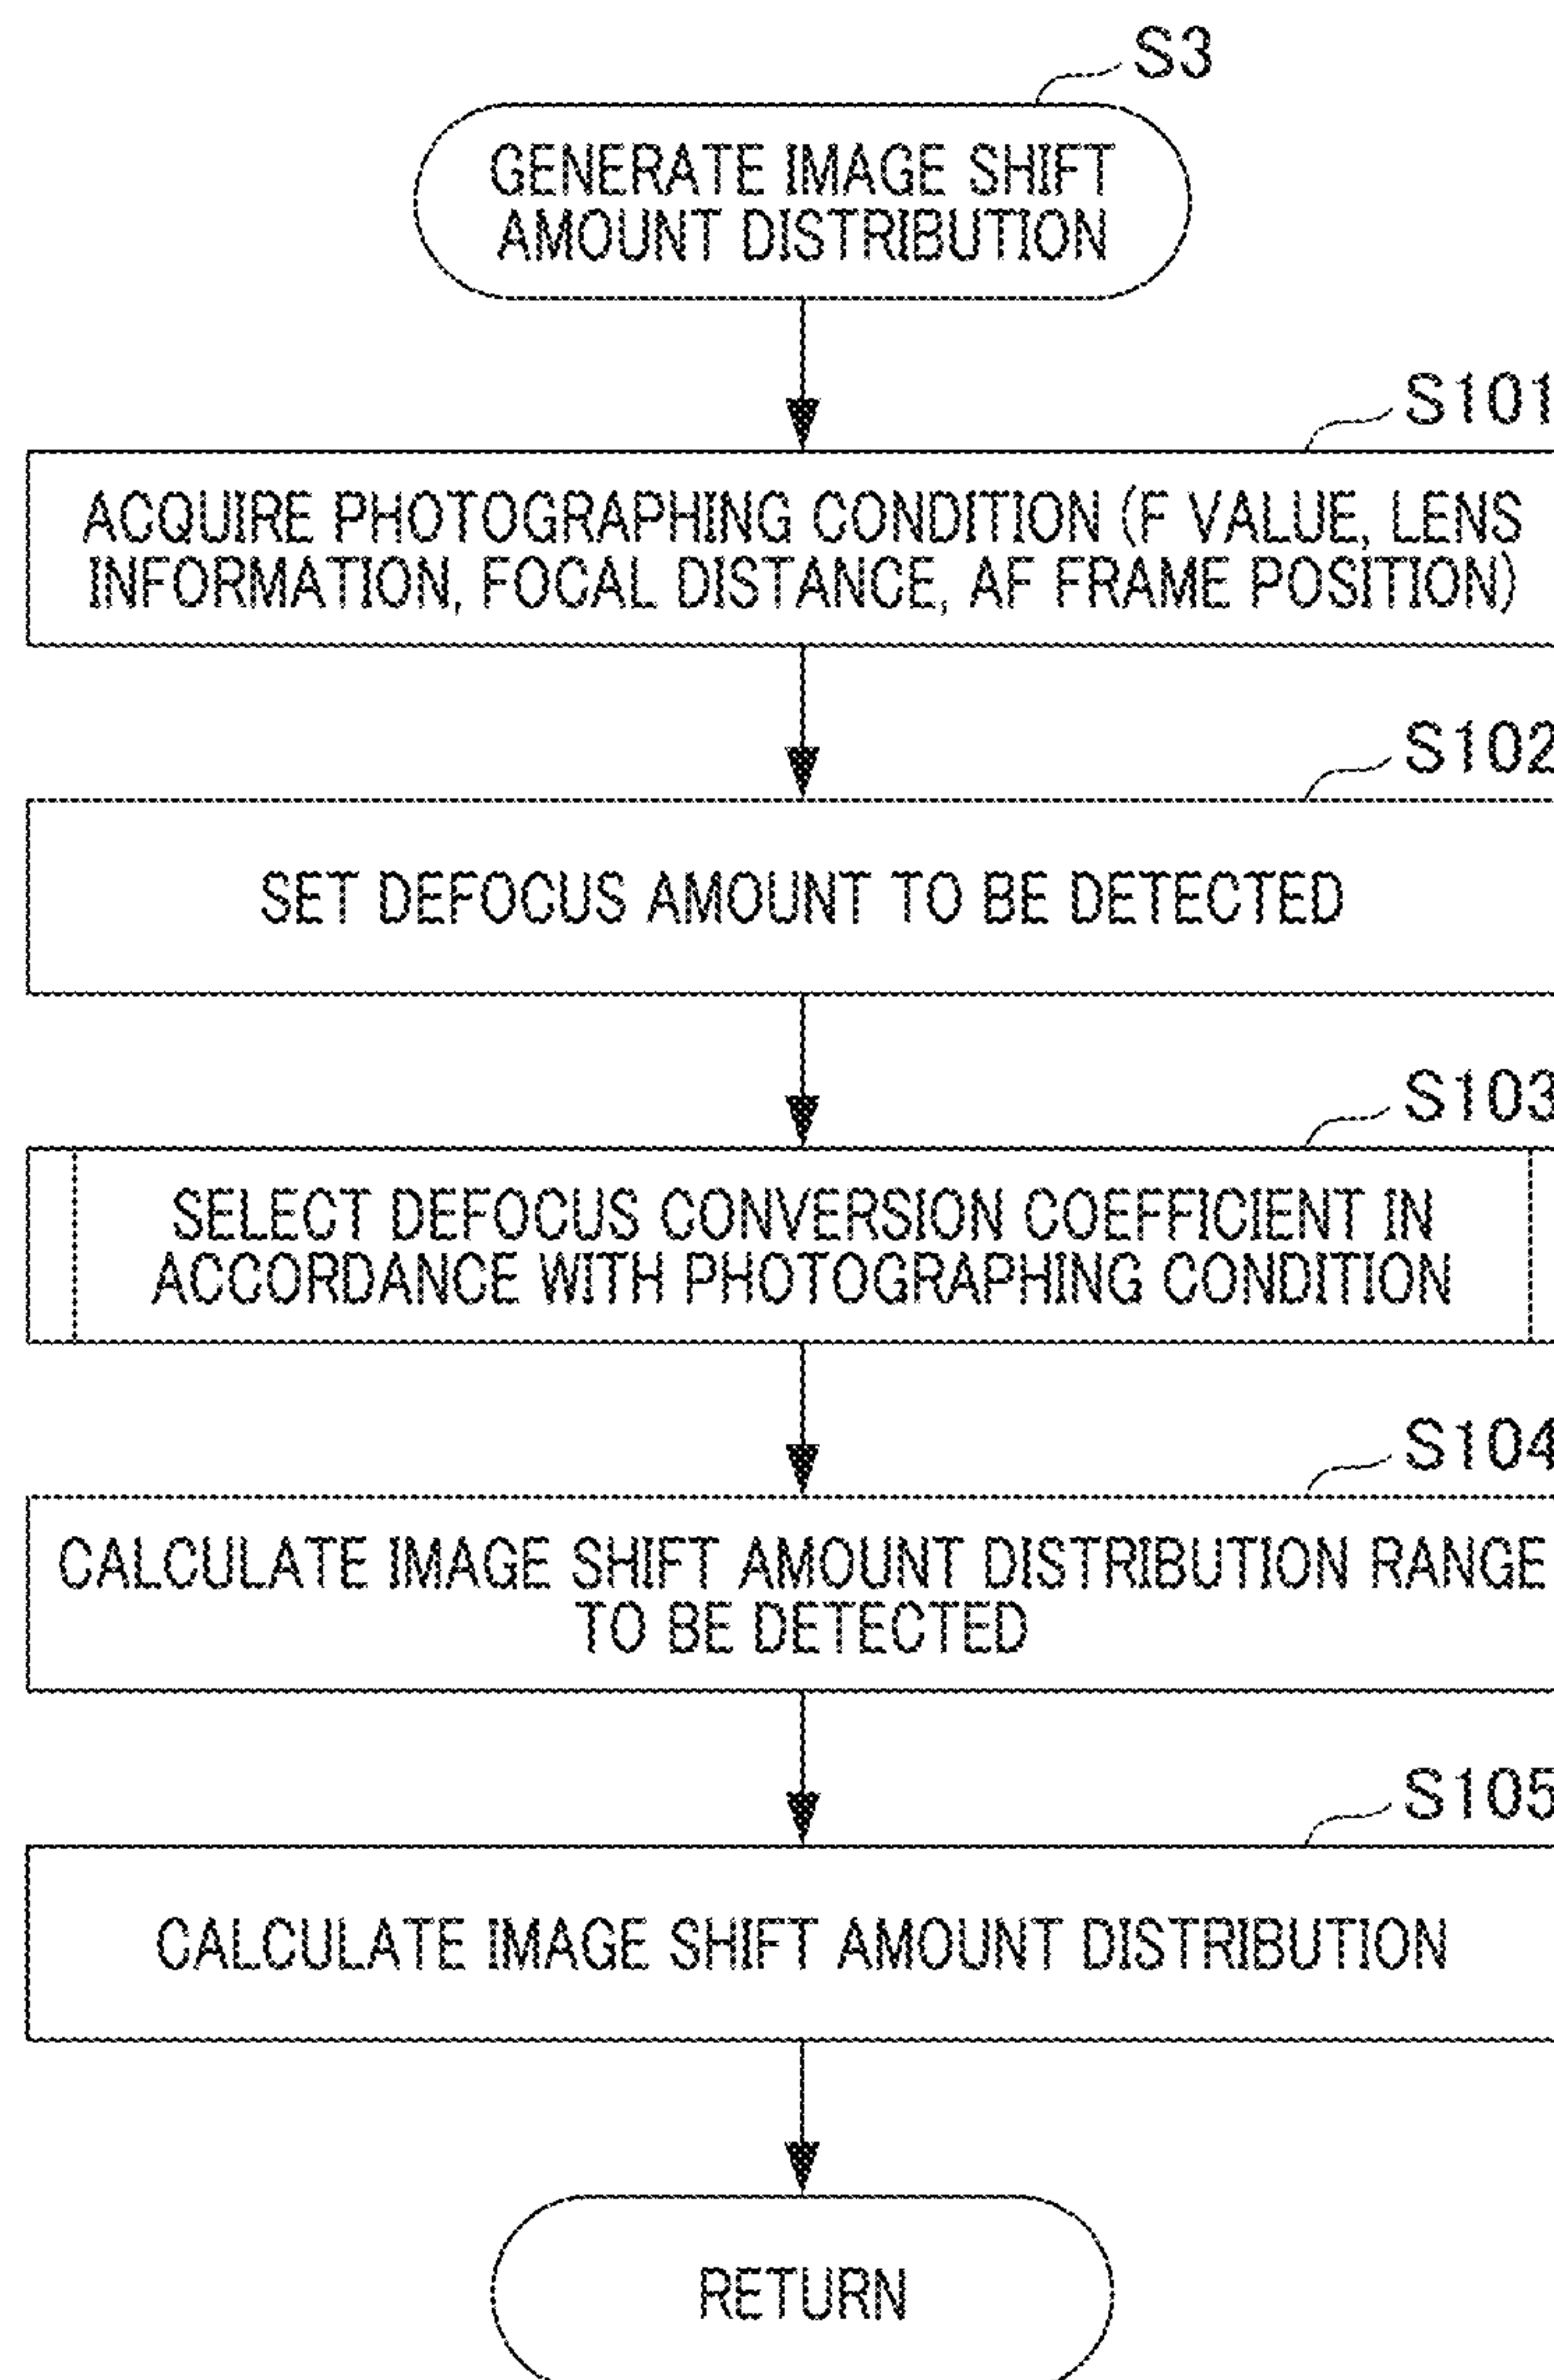 S3
GENERATE IMAGE SHIFT
AMOUNT DISTRIBUTION
S101
ACQUIRE PHOTOGRAPHING CONDITION (F VALUE, LENS
INFORMATION, FOCAL DISTANCE, AF FRAME POSITION)
S102
SET DEFOCUS AMOUNT TO BE DETECTED
S103
SELECT DEFOCUS CONVERSION COEFFICIENT IN
ACCORDANCE WITH PHOTOGRAPHING CONDITION
S104
CALCULATE IMAGE SHIFT AMOUNT DISTRIBUTION RANGE
TO BE DETECTED
S105
CALCULATE IMAGE SHIFT AMOUNT DISTRIBUTION
RETURN